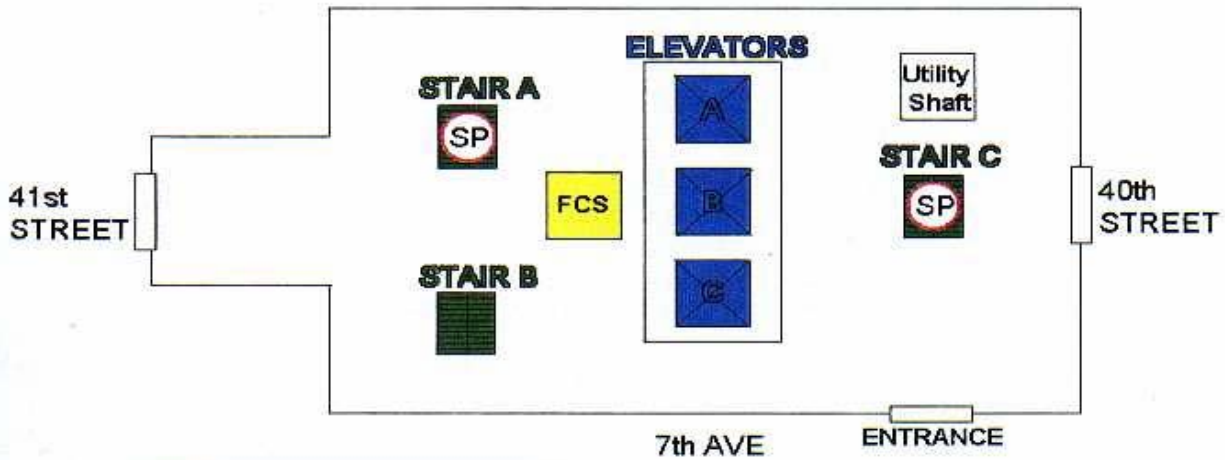 ELEVATORS
A
B
C
Utility
Shaft
STAIR A
SP
STAIR C
SP
FCS
41st
STREET
40th
STREET
STAIR B
7th AVE
ENTRANCE